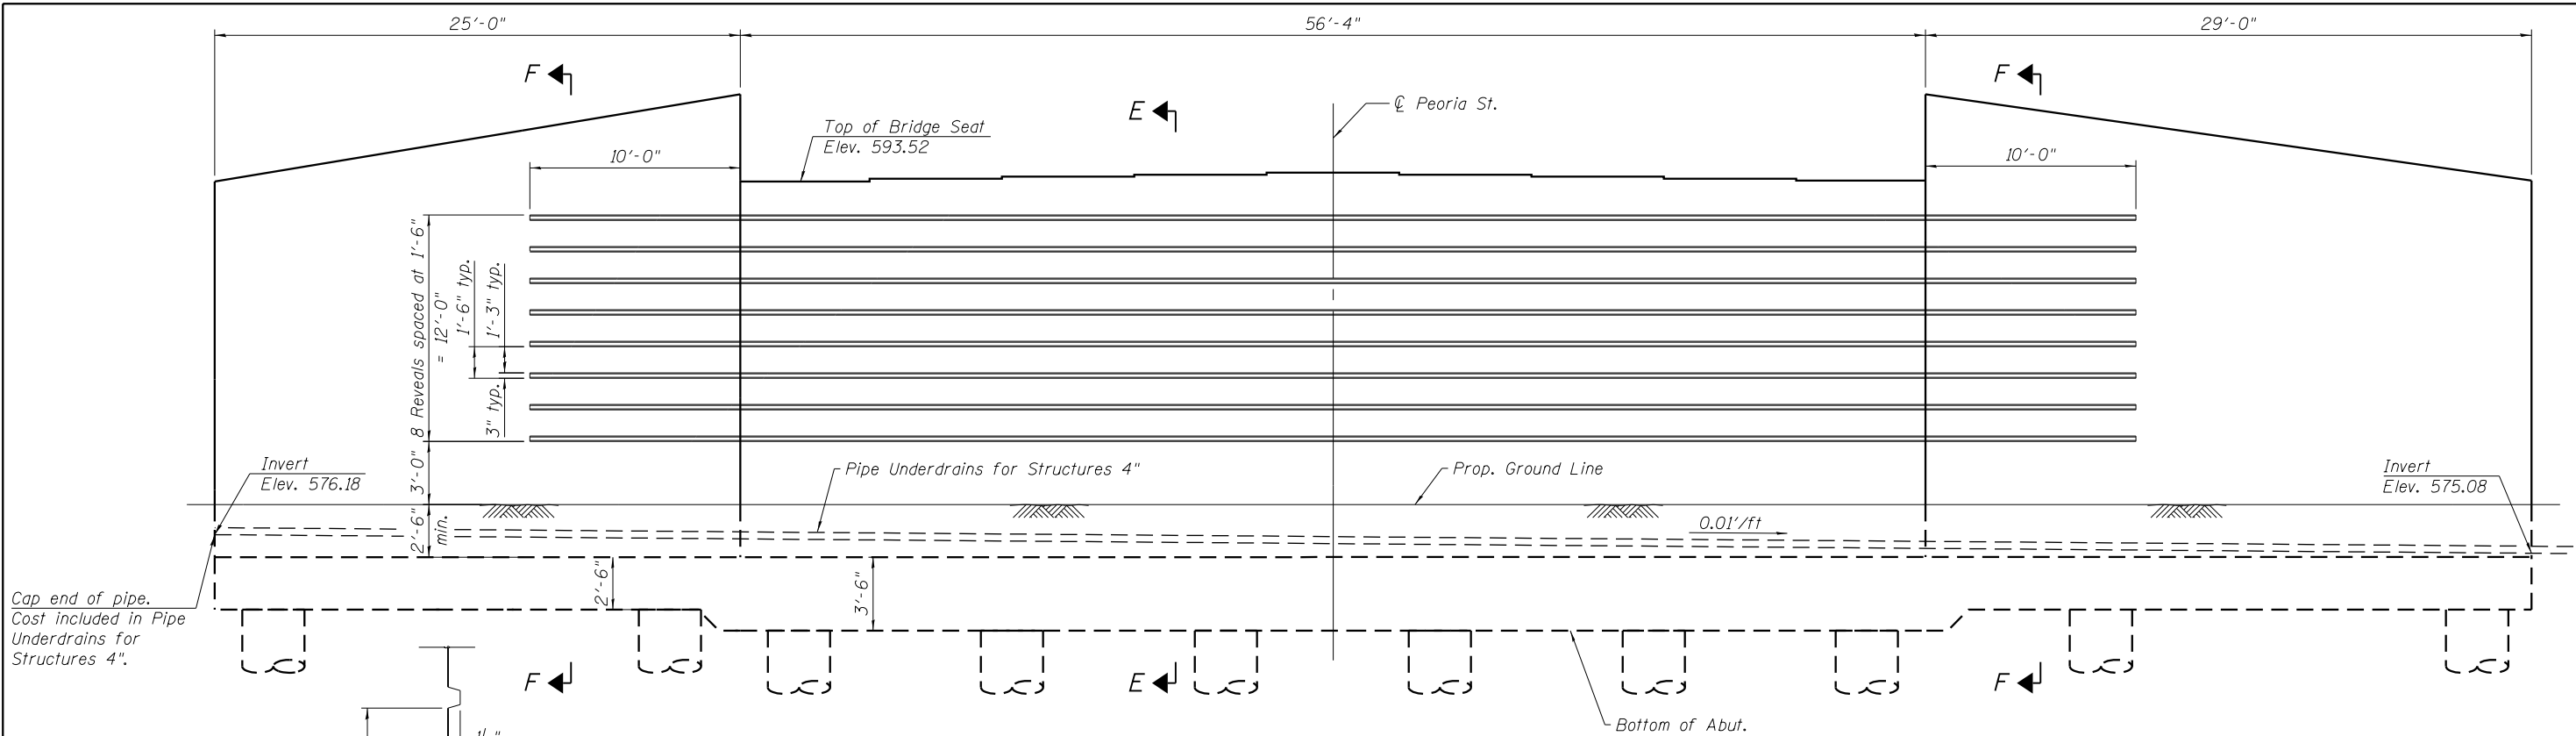 25'-0"
56'-4"
29'-0"
F
E
F
℄ Peoria St.
Top of Bridge Seat
Elev. 593.52
10'-0"
10'-0"
8 Reveals spaced at 1'-6"
= 12'-0"
1'-6" typ.
1'-3" typ.
3" typ.
3'-0"
2'-6"
min.
Invert
Elev. 576.18
Pipe Underdrains for Structures 4"
Prop. Ground Line
Invert
Elev. 575.08
0.01'/ft
2'-6"
3'-6"
Cap end of pipe.
Cost included in Pipe
Underdrains for
Structures 4".
F
E
F
Bottom of Abut.